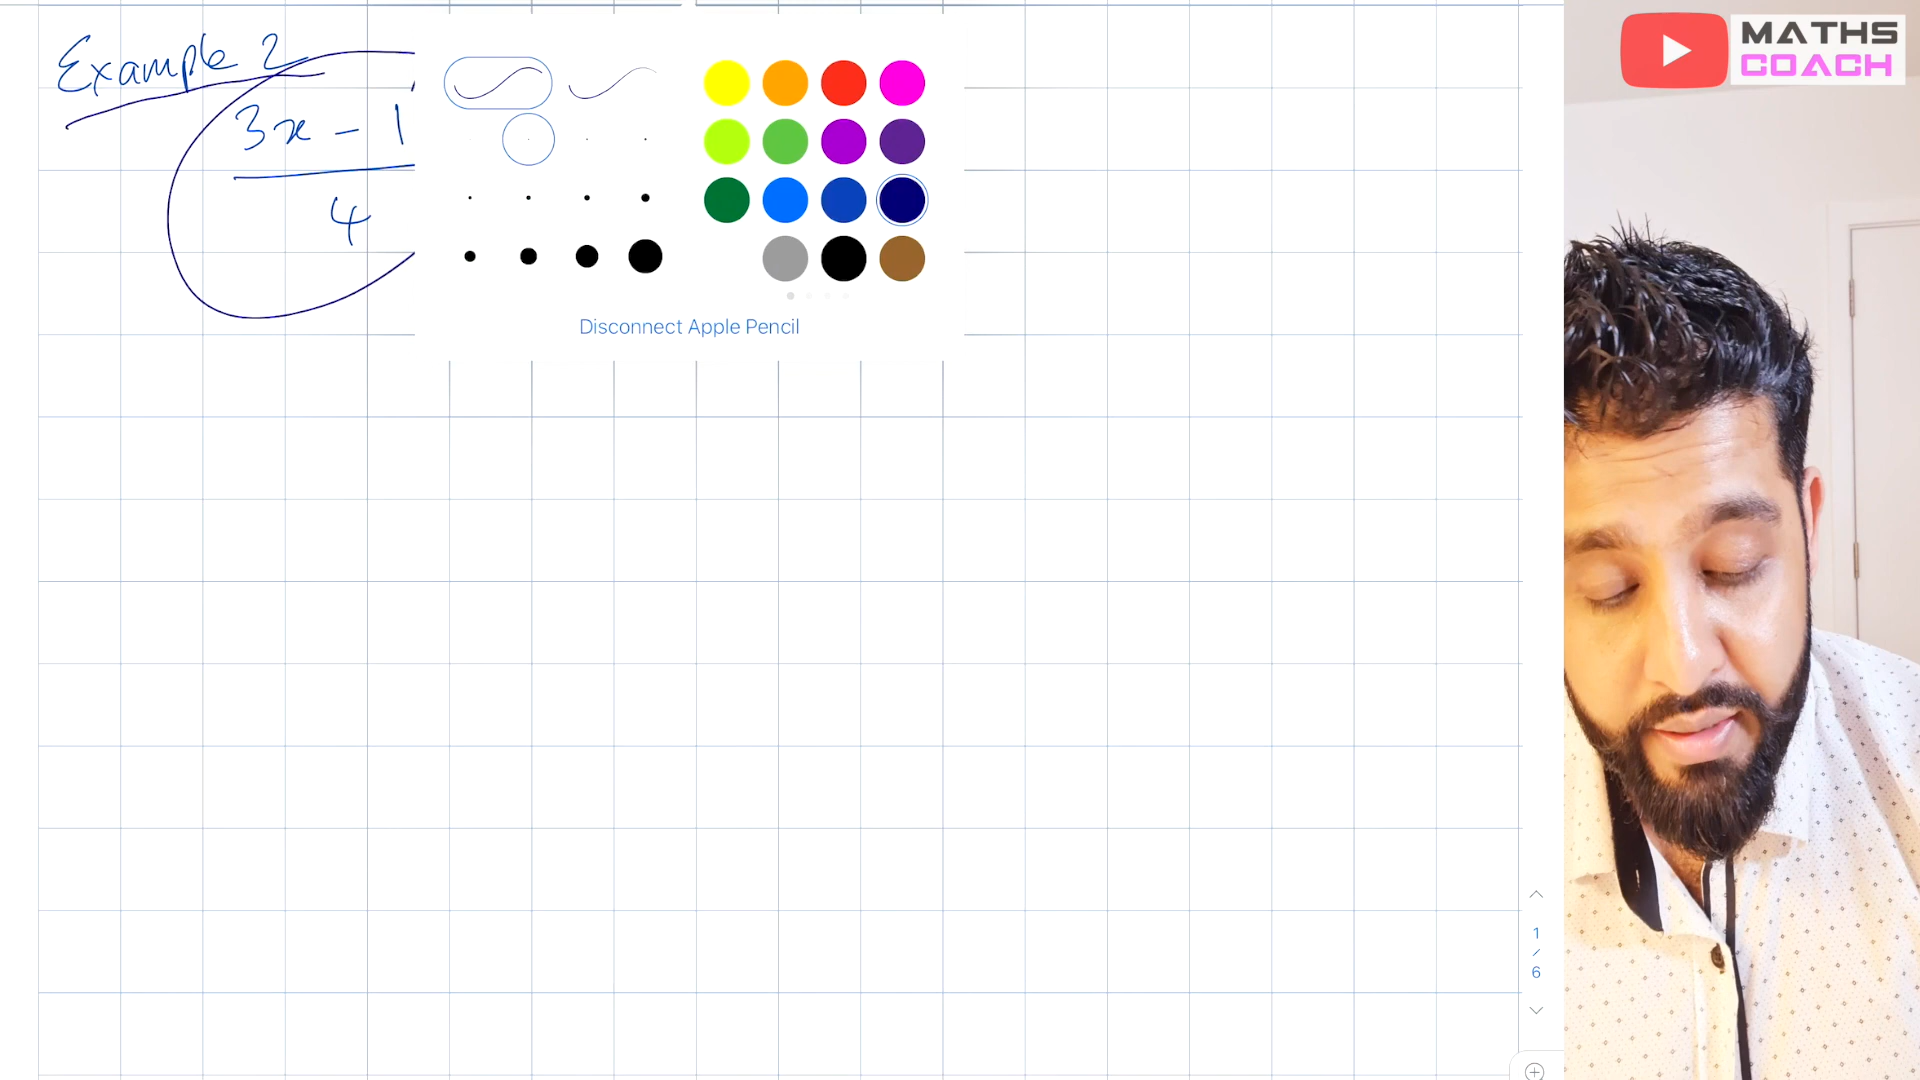 Example 2
3x - 1
4
Disconnect Apple Pencil
MATHS
COACH
1
/
6